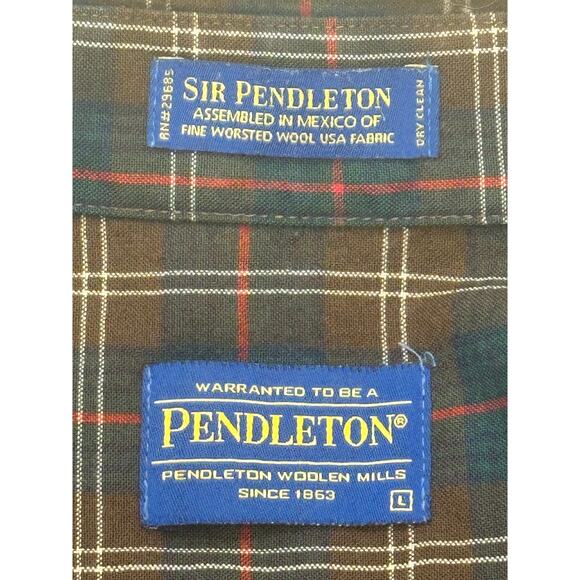 RN#29685
SIR PENDLETON
ASSEMBLED IN MEXICO OF
FINE WORSTED WOOL USA FABRIC
DRY CLEAN
WARRANTED TO BE A
PENDLETON®
PENDLETON WOOLEN MILLS
SINCE 1863
L